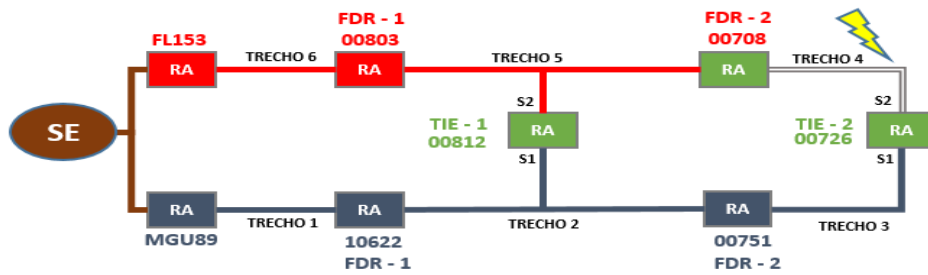 FDR - 1
00803
FDR - 2
00708
FL153
TRECHO 6
TRECHO 5
TRECHO 4
RA
RA
RA
S2
S2
SE
TIE - 1
00812
RA
TIE - 2
00726
RA
S1
S1
RA
RA
RA
MGU89
TRECHO 1
10622
FDR - 1
TRECHO 2
00751
FDR - 2
TRECHO 3